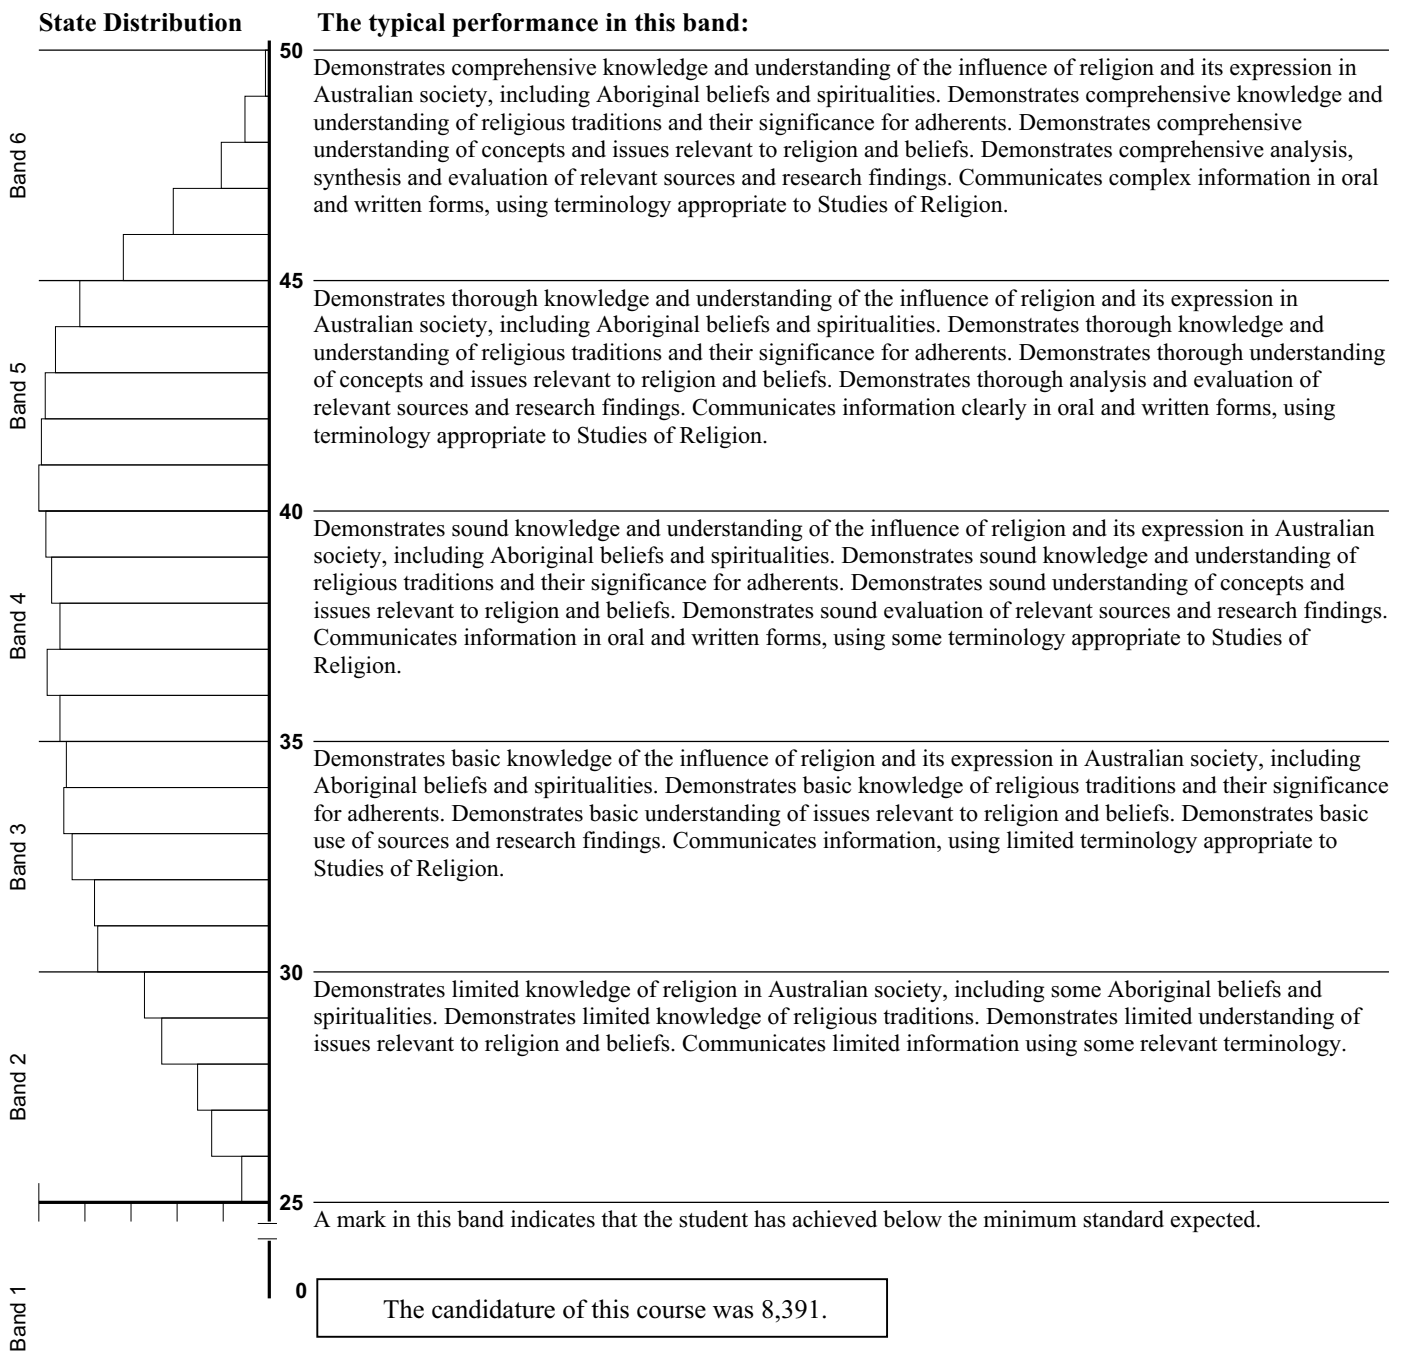 State Distribution
The typical performance in this band:
50
Demonstrates comprehensive knowledge and understanding of the influence of religion and its expression in
Australian society, including Aboriginal beliefs and spiritualities. Demonstrates comprehensive knowledge and
understanding of religious traditions and their significance for adherents. Demonstrates comprehensive
understanding of concepts and issues relevant to religion and beliefs. Demonstrates comprehensive analysis,
synthesis and evaluation of relevant sources and research findings. Communicates complex information in oral
and written forms, using terminology appropriate to Studies of Religion.
Band 6
45
Demonstrates thorough knowledge and understanding of the influence of religion and its expression in
Australian society, including Aboriginal beliefs and spiritualities. Demonstrates thorough knowledge and
understanding of religious traditions and their significance for adherents. Demonstrates thorough understanding
of concepts and issues relevant to religion and beliefs. Demonstrates thorough analysis and evaluation of
relevant sources and research findings. Communicates information clearly in oral and written forms, using
terminology appropriate to Studies of Religion.
Band 5
40
Demonstrates sound knowledge and understanding of the influence of religion and its expression in Australian
society, including Aboriginal beliefs and spiritualities. Demonstrates sound knowledge and understanding of
religious traditions and their significance for adherents. Demonstrates sound understanding of concepts and
issues relevant to religion and beliefs. Demonstrates sound evaluation of relevant sources and research findings.
Communicates information in oral and written forms, using some terminology appropriate to Studies of
Religion.
Band 4
35
Demonstrates basic knowledge of the influence of religion and its expression in Australian society, including
Aboriginal beliefs and spiritualities. Demonstrates basic knowledge of religious traditions and their significance
for adherents. Demonstrates basic understanding of issues relevant to religion and beliefs. Demonstrates basic
use of sources and research findings. Communicates information, using limited terminology appropriate to
Studies of Religion.
Band 3
30
Demonstrates limited knowledge of religion in Australian society, including some Aboriginal beliefs and
spiritualities. Demonstrates limited knowledge of religious traditions. Demonstrates limited understanding of
issues relevant to religion and beliefs. Communicates limited information using some relevant terminology.
Band 2
25
A mark in this band indicates that the student has achieved below the minimum standard expected.
0
Band 1
The candidature of this course was 8,391.